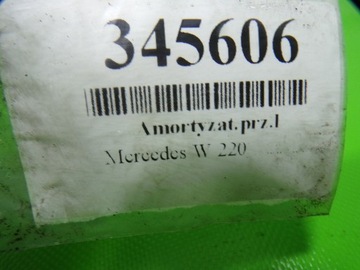 345606
Amortyzat.prz.l
Mercedes W 220